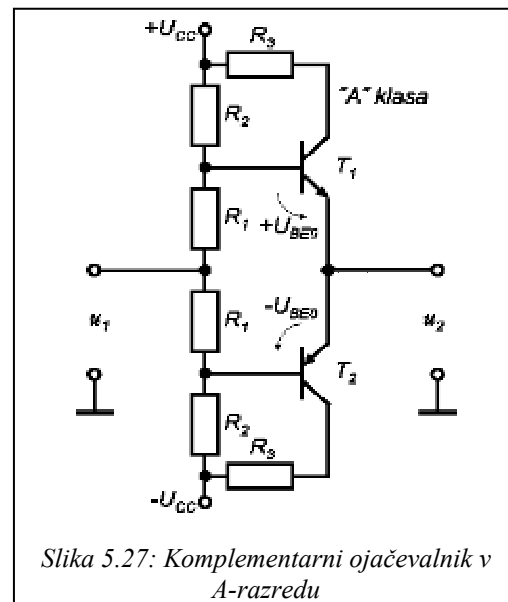 +U_CC
R_3
"A" klasa
R_2
T_1
R_1
+U_BE0
u_1
u_2
-U_BE0
R_1
T_2
R_2
R_3
-U_CC
Slika 5.27: Komplementarni ojačevalnik v
A-razredu